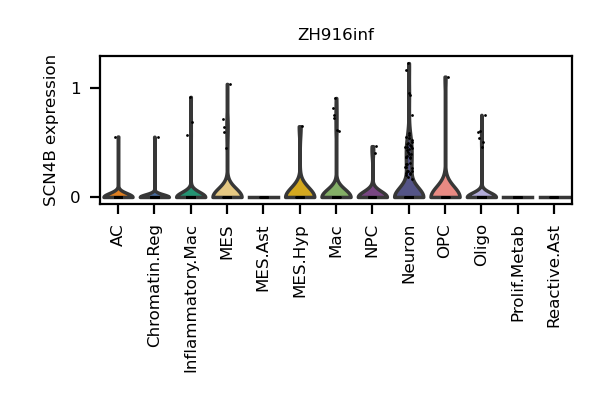 ZH916inf
SCN4B expression
1
0
AC
Chromatin.Reg
Inflammatory.Mac
MES
MES.Ast
MES.Hyp
Mac
NPC
Neuron
OPC
Oligo
Prolif.Metab
Reactive.Ast